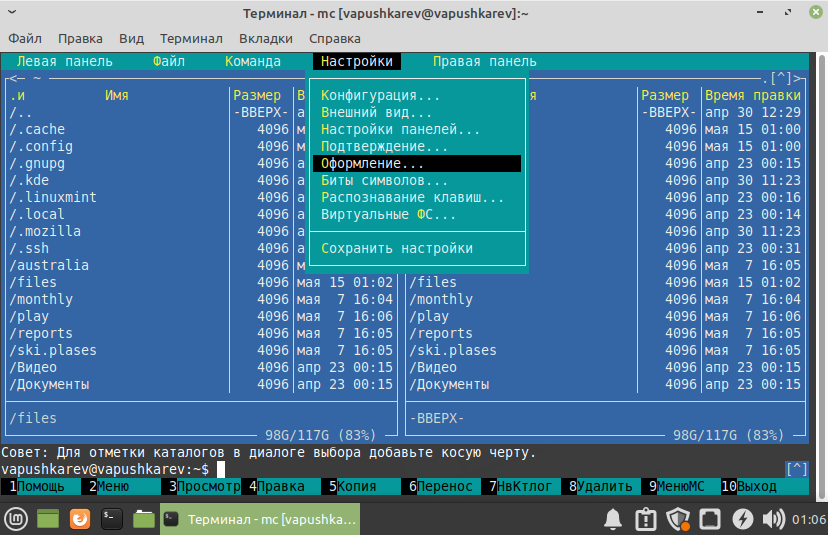 Терминал - mc [vapushkarev@vapushkarev]:~
Файл Правка Вид Терминал Вкладки Справка
Левая панель Файл Команда Настройки Правая панель
<— ~ .[^]>
.и Имя Размер В я Размер Время правки
/.. -ВВЕРХ- а -ВВЕРХ- апр 30 12:29
/.cache 4096 м 4096 мая 15 01:00
/.config 4096 м 4096 мая 15 01:00
/.gnupg 4096 а 4096 апр 23 00:15
/.kde 4096 а 4096 апр 30 11:23
/.linuxmint 4096 а 4096 апр 23 00:16
/.local 4096 а 4096 апр 23 00:14
/.mozilla 4096 а 4096 апр 30 11:23
/.ssh 4096 а 4096 апр 23 00:31
/australia 4096 м 4096 мая 7 16:05
/files 4096 мая 15 01:02 /files 4096 мая 15 01:02
/monthly 4096 мая 7 16:04 /monthly 4096 мая 7 16:04
/play 4096 мая 7 16:06 /play 4096 мая 7 16:06
/reports 4096 мая 7 16:05 /reports 4096 мая 7 16:05
/ski.plases 4096 мая 7 16:05 /ski.plases 4096 мая 7 16:05
/Видео 4096 апр 23 00:15 /Видео 4096 апр 23 00:15
/Документы 4096 апр 23 00:15 /Документы 4096 апр 23 00:15
Конфигурация...
Внешний вид...
Настройки панелей...
Подтверждение...
Оформление...
Биты символов...
Распознавание клавиш...
Виртуальные ФС...
Сохранить настройки
/files -ВВЕРХ-
98G/117G (83%) 98G/117G (83%)
Совет: Для отметки каталогов в диалоге выбора добавьте косую черту.
vapushkarev@vapushkarev:~$ [^]
1Помощь 2Меню 3Просмотр 4Правка 5Копия 6Перенос 7НвКтлог 8Удалить 9МенюМС 10Выход
Терминал - mc [vapushka... 01:06